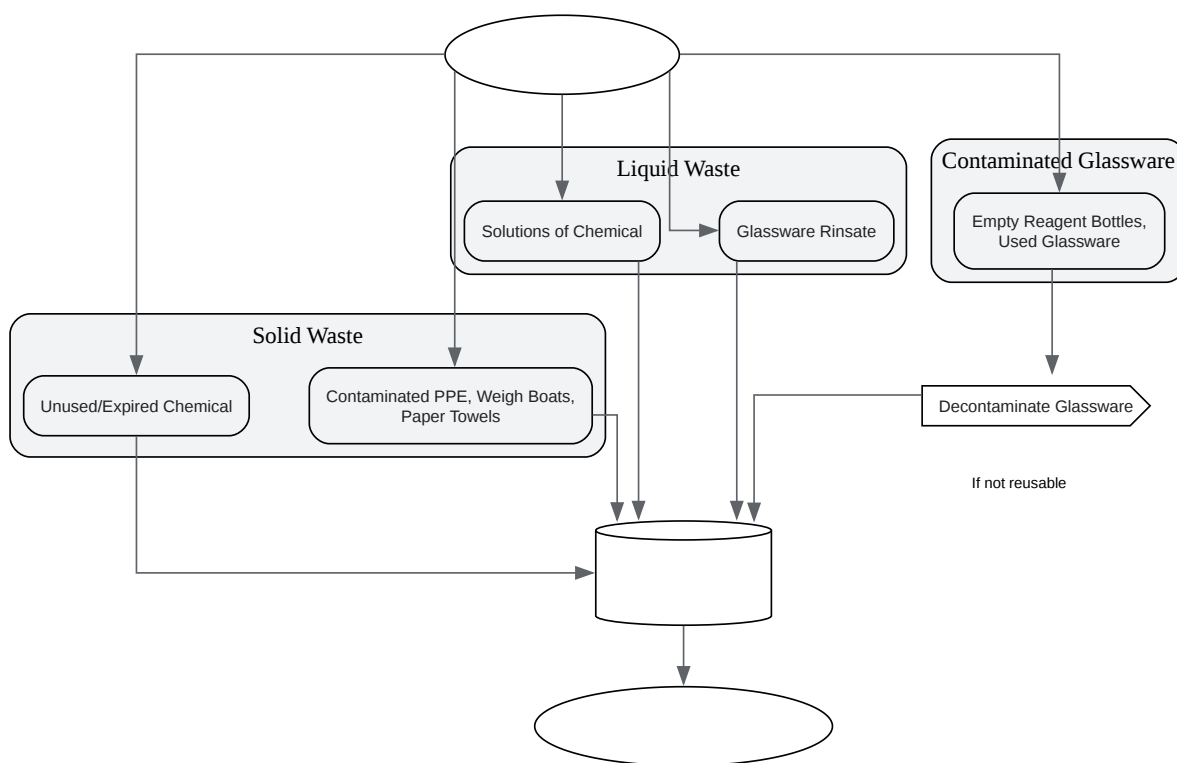 Liquid Waste
Contaminated Glassware
Solutions of Chemical
Glassware Rinsate
Empty Reagent Bottles,
Used Glassware
Solid Waste
Unused/Expired Chemical
Contaminated PPE, Weigh Boats,
Paper Towels
Decontaminate Glassware
If not reusable